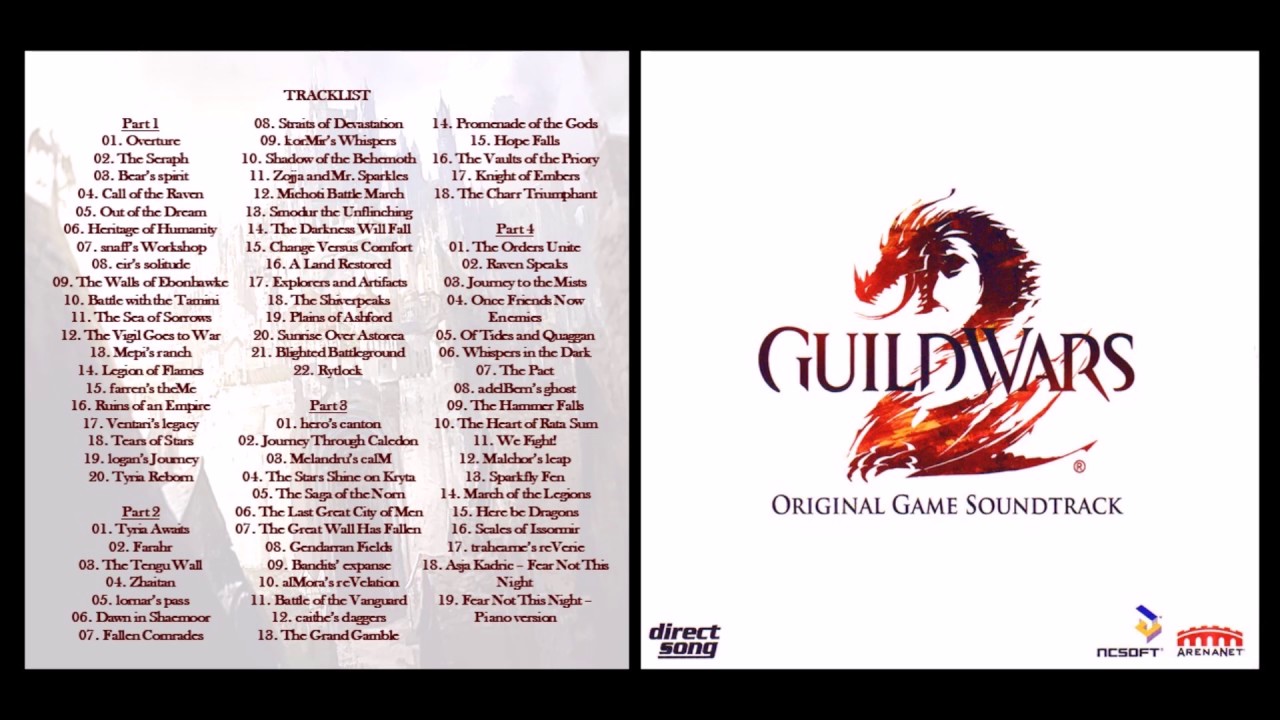 TRACKLIST
Part 1
01. Overture
02. The Seraph
03. Bear's spirit
04. Call of the Raven
05. Out of the Dream
06. Heritage of Humanity
07. snaff's Workshop
08. eir's solitude
09. The Walls of Ebonhawke
10. Battle with the Tamini
11. The Sea of Sorrows
12. The Vigil Goes to War
13. Mepi's ranch
14. Legion of Flames
15. farren's theMe
16. Ruins of an Empire
17. Ventari's legacy
18. Tears of Stars
19. logan's Journey
20. Tyria Reborn
Part 2
01. Tyria Awaits
02. Farahr
03. The Tengu Wall
04. Zhaitan
05. lornar's pass
06. Dawn in Shaemoor
07. Fallen Comrades
08. Straits of Devastation
09. korMir's Whispers
10. Shadow of the Behemoth
11. Zojja and Mr. Sparkles
12. Michoti Battle March
13. Smodur the Unflinching
14. The Darkness Will Fall
15. Change Versus Comfort
16. A Land Restored
17. Explorers and Artifacts
18. The Shiverpeaks
19. Plains of Ashford
20. Sunrise Over Astorea
21. Blighted Battleground
22. Rytlock
Part 3
01. hero's canton
02. Journey Through Caledon
03. Melandru's calM
04. The Stars Shine on Kryta
05. The Saga of the Norn
06. The Last Great City of Men
07. The Great Wall Has Fallen
08. Gendarran Fields
09. Bandits' expanse
10. alMora's reVelation
11. Battle of the Vanguard
12. caithe's daggers
13. The Grand Gamble
14. Promenade of the Gods
15. Hope Falls
16. The Vaults of the Priory
17. Knight of Embers
18. The Charr Triumphant
Part 4
01. The Orders Unite
02. Raven Speaks
03. Journey to the Mists
04. Once Friends Now
Enemies
05. Of Tides and Quaggan
06. Whispers in the Dark
07. The Pact
08. adelBern's ghost
09. The Hammer Falls
10. The Heart of Rata Sum
11. We Fight!
12. Malchor's leap
13. Sparkfly Fen
14. March of the Legions
15. Here be Dragons
16. Scales of Issormir
17. trahearne's reVerie
18. Asja Kadric – Fear Not This
Night
19. Fear Not This Night –
Piano version
GUILD WARS
2
®
ORIGINAL GAME SOUNDTRACK
direct
song
NCSOFT
ARENANET